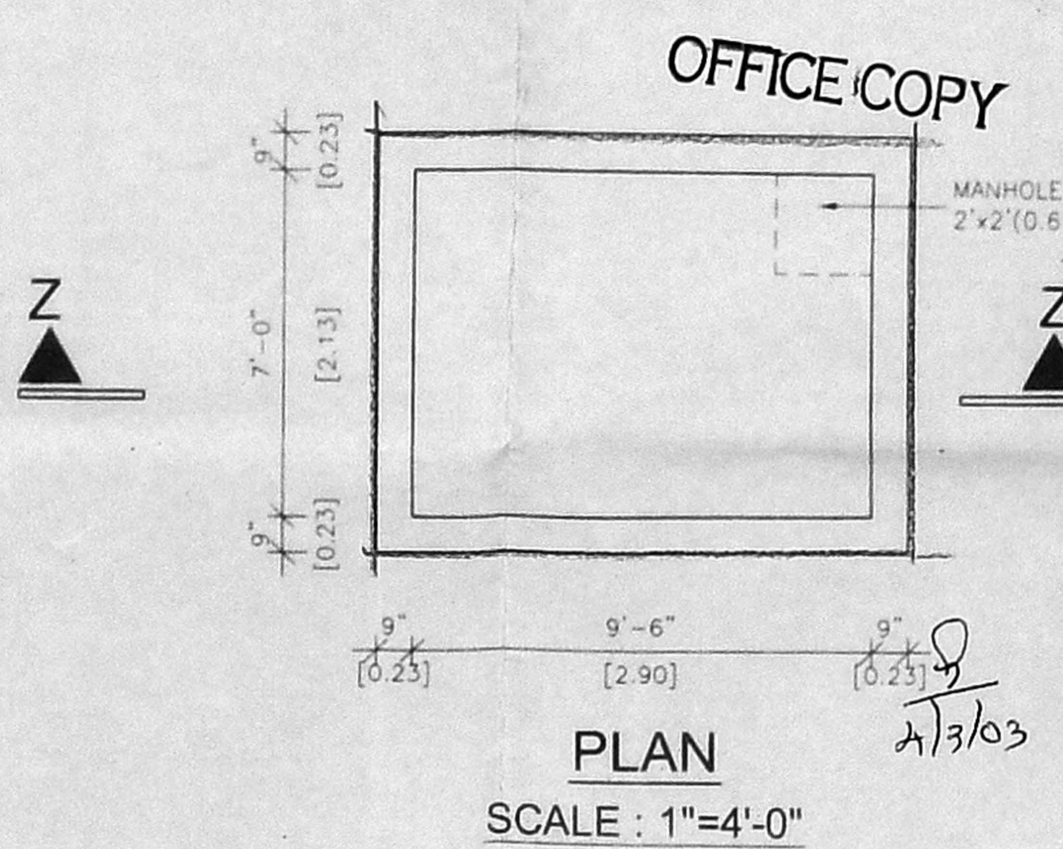 OFFICE COPY
9"
[0.23]
MANHOLE
2'x2'(0.6
Z
Z
7'-0"
[2.13]
9"
[0.23]
9"
9'-6"
9"
[0.23]
[2.90]
[0.23]
4/3/03
PLAN
SCALE : 1"=4'-0"